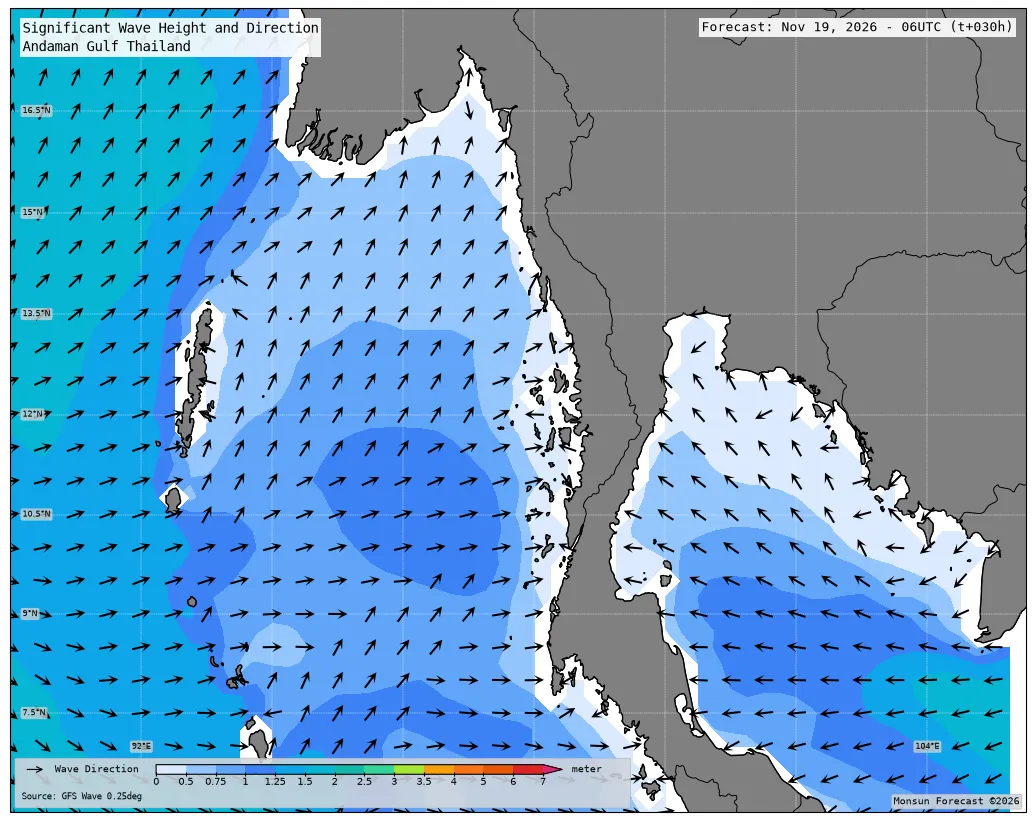 Significant Wave Height and Direction
Andaman Gulf Thailand
Forecast: Nov 19, 2026 - 06UTC (t+030h)
16.5°N
15°N
13.5°N
12°N
10.5°N
9°N
7.5°N
92°E
104°E
Wave Direction
meter
0.5 0.75 1 1.25 1.5 2 2.5 3 3.5 4 5 6 7
Source: GFS Wave 0.25deg
Monsun Forecast ©2026